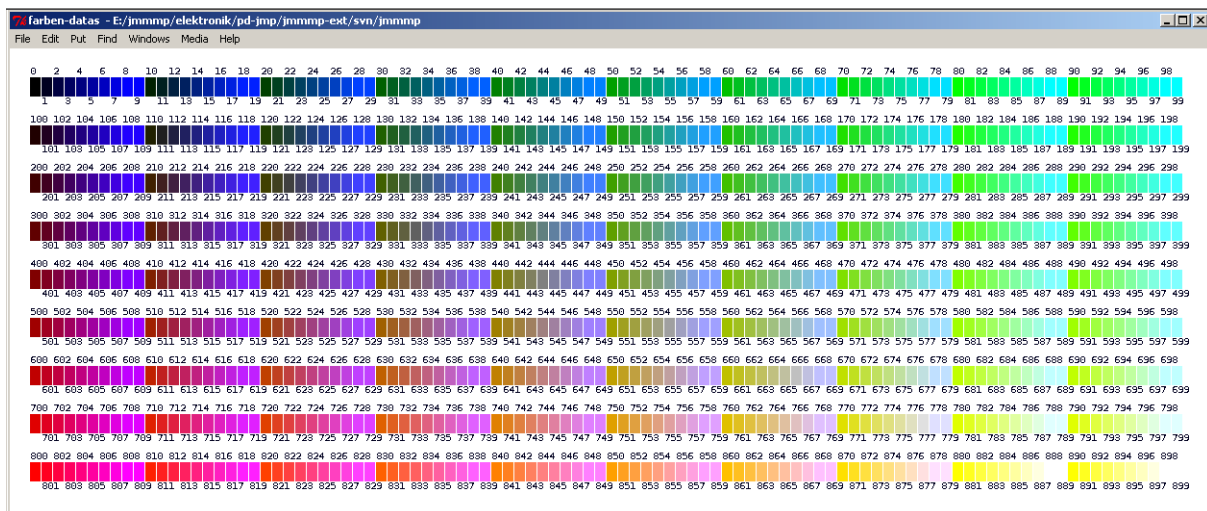 farben-datas - E:/jmmmp/elektronik/pd-jmp/jmmmp-ext/svn/jmmmp
File Edit Put Find Windows Media Help
0 2 4 6 8 10 12 14 16 18 20 22 24 26 28 30 32 34 36 38 40 42 44 46 48 50 52 54 56 58 60 62 64 66 68 70 72 74 76 78 80 82 84 86 88 90 92 94 96 98
1 3 5 7 9 11 13 15 17 19 21 23 25 27 29 31 33 35 37 39 41 43 45 47 49 51 53 55 57 59 61 63 65 67 69 71 73 75 77 79 81 83 85 87 89 91 93 95 97 99
100 102 104 106 108 110 112 114 116 118 120 122 124 126 128 130 132 134 136 138 140 142 144 146 148 150 152 154 156 158 160 162 164 166 168 170 172 174 176 178 180 182 184 186 188 190 192 194 196 198
101 103 105 107 109 111 113 115 117 119 121 123 125 127 129 131 133 135 137 139 141 143 145 147 149 151 153 155 157 159 161 163 165 167 169 171 173 175 177 179 181 183 185 187 189 191 193 195 197 199
200 202 204 206 208 210 212 214 216 218 220 222 224 226 228 230 232 234 236 238 240 242 244 246 248 250 252 254 256 258 260 262 264 266 268 270 272 274 276 278 280 282 284 286 288 290 292 294 296 298
201 203 205 207 209 211 213 215 217 219 221 223 225 227 229 231 233 235 237 239 241 243 245 247 249 251 253 255 257 259 261 263 265 267 269 271 273 275 277 279 281 283 285 287 289 291 293 295 297 299
300 302 304 306 308 310 312 314 316 318 320 322 324 326 328 330 332 334 336 338 340 342 344 346 348 350 352 354 356 358 360 362 364 366 368 370 372 374 376 378 380 382 384 386 388 390 392 394 396 398
301 303 305 307 309 311 313 315 317 319 321 323 325 327 329 331 333 335 337 339 341 343 345 347 349 351 353 355 357 359 361 363 365 367 369 371 373 375 377 379 381 383 385 387 389 391 393 395 397 399
400 402 404 406 408 410 412 414 416 418 420 422 424 426 428 430 432 434 436 438 440 442 444 446 448 450 452 454 456 458 460 462 464 466 468 470 472 474 476 478 480 482 484 486 488 490 492 494 496 498
401 403 405 407 409 411 413 415 417 419 421 423 425 427 429 431 433 435 437 439 441 443 445 447 449 451 453 455 457 459 461 463 465 467 469 471 473 475 477 479 481 483 485 487 489 491 493 495 497 499
500 502 504 506 508 510 512 514 516 518 520 522 524 526 528 530 532 534 536 538 540 542 544 546 548 550 552 554 556 558 560 562 564 566 568 570 572 574 576 578 580 582 584 586 588 590 592 594 596 598
501 503 505 507 509 511 513 515 517 519 521 523 525 527 529 531 533 535 537 539 541 543 545 547 549 551 553 555 557 559 561 563 565 567 569 571 573 575 577 579 581 583 585 587 589 591 593 595 597 599
600 602 604 606 608 610 612 614 616 618 620 622 624 626 628 630 632 634 636 638 640 642 644 646 648 650 652 654 656 658 660 662 664 666 668 670 672 674 676 678 680 682 684 686 688 690 692 694 696 698
601 603 605 607 609 611 613 615 617 619 621 623 625 627 629 631 633 635 637 639 641 643 645 647 649 651 653 655 657 659 661 663 665 667 669 671 673 675 677 679 681 683 685 687 689 691 693 695 697 699
700 702 704 706 708 710 712 714 716 718 720 722 724 726 728 730 732 734 736 738 740 742 744 746 748 750 752 754 756 758 760 762 764 766 768 770 772 774 776 778 780 782 784 786 788 790 792 794 796 798
701 703 705 707 709 711 713 715 717 719 721 723 725 727 729 731 733 735 737 739 741 743 745 747 749 751 753 755 757 759 761 763 765 767 769 771 773 775 777 779 781 783 785 787 789 791 793 795 797 799
800 802 804 806 808 810 812 814 816 818 820 822 824 826 828 830 832 834 836 838 840 842 844 846 848 850 852 854 856 858 860 862 864 866 868 870 872 874 876 878 880 882 884 886 888 890 892 894 896 898
801 803 805 807 809 811 813 815 817 819 821 823 825 827 829 831 833 835 837 839 841 843 845 847 849 851 853 855 857 859 861 863 865 867 869 871 873 875 877 879 881 883 885 887 889 891 893 895 897 899